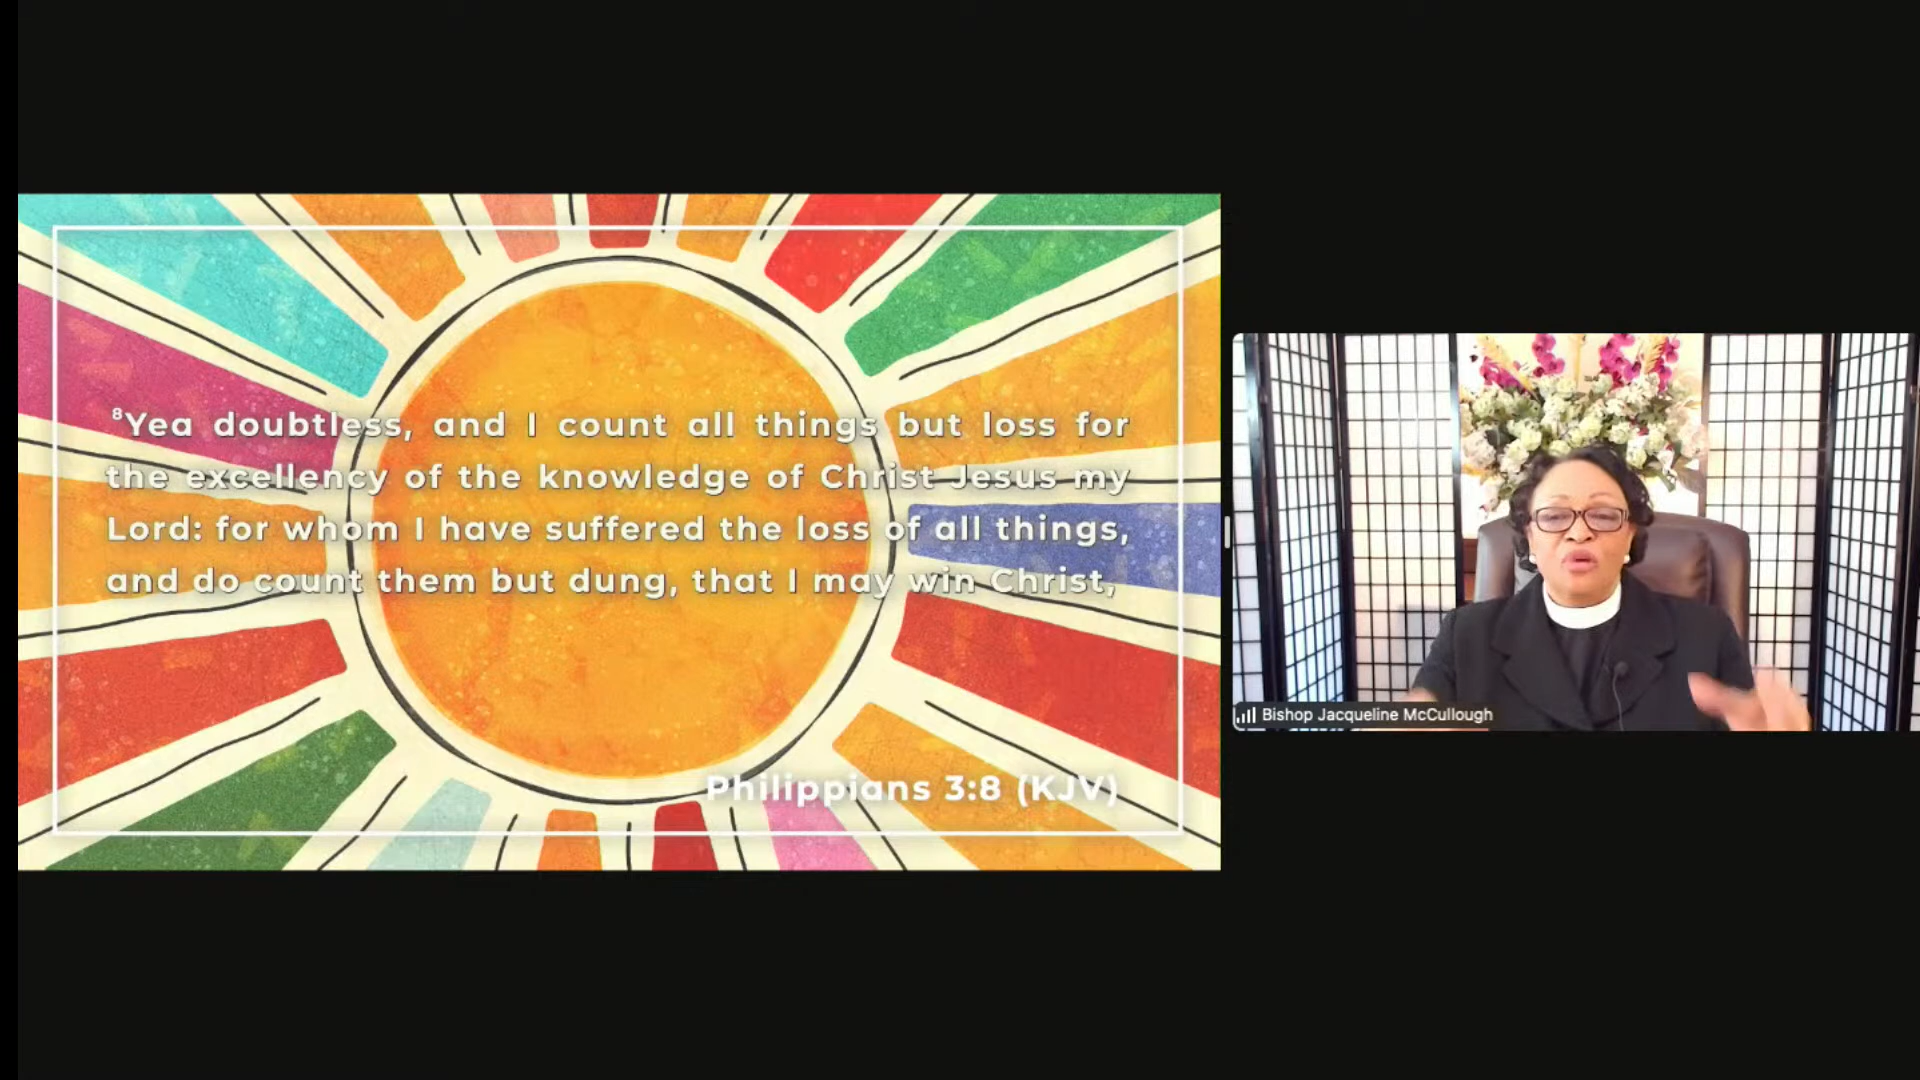 ⁸Yea doubtless, and I count all things but loss for
the excellency of the knowledge of Christ Jesus my
Lord: for whom I have suffered the loss of all things,
and do count them but dung, that I may win Christ,
Philippians 3:8 (KJV)
Bishop Jacqueline McCullough